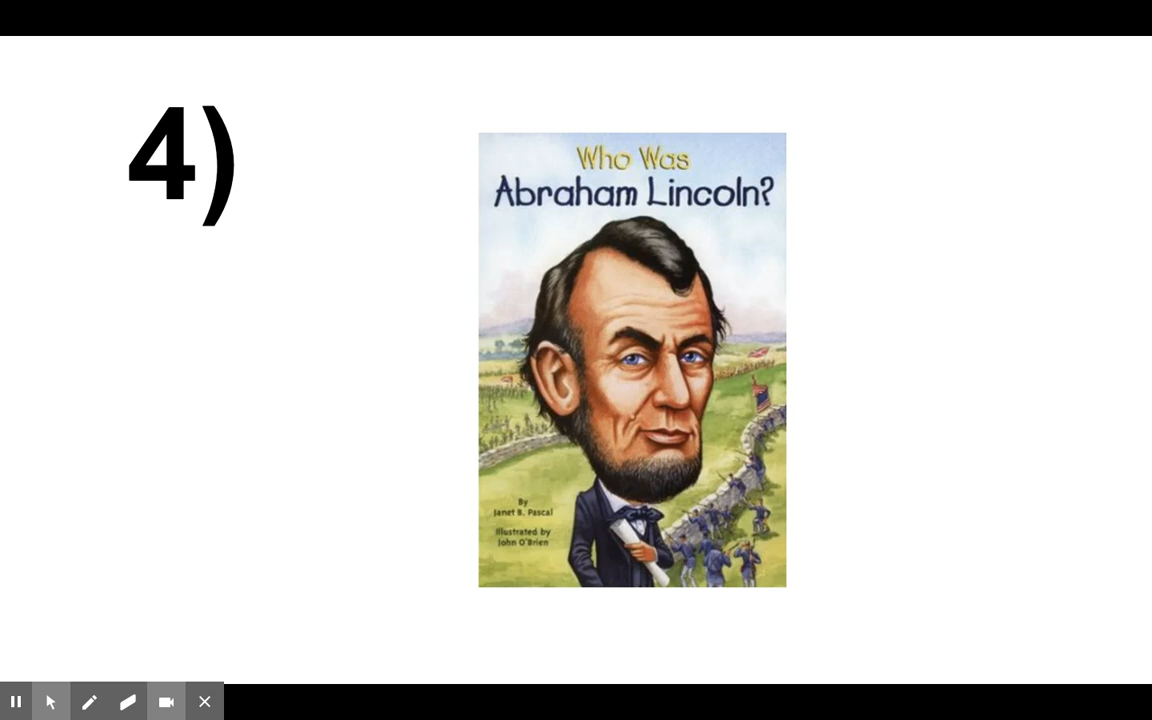 4)
Who Was
Abraham Lincoln?
By
Janet B. Pascal
Illustrated by
John O'Brien